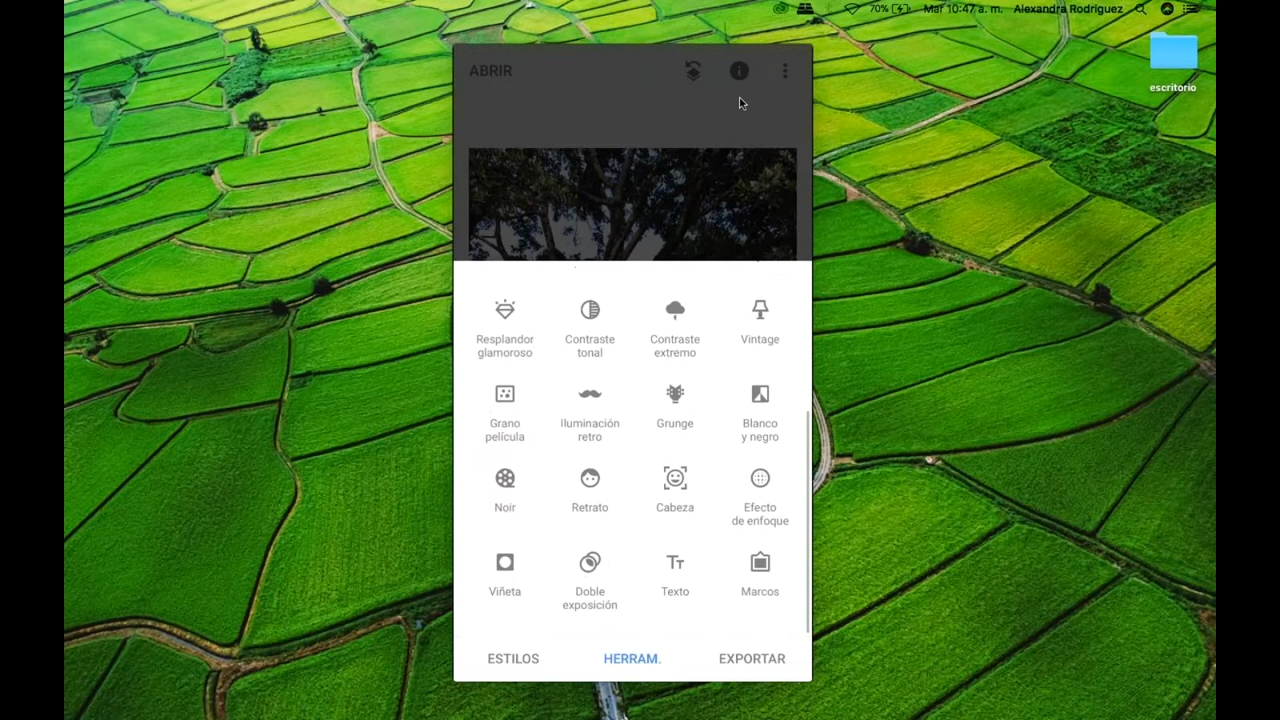 70% Mar 10:47 a. m. Alexandra Rodriguez
escritorio
ABRIR
Resplandor glamoroso
Contraste tonal
Contraste extremo
Vintage
Grano película
Iluminación retro
Grunge
Blanco y negro
Noir
Retrato
Cabeza
Efecto de enfoque
Viñeta
Doble exposición
Texto
Marcos
ESTILOS
HERRAM.
EXPORTAR